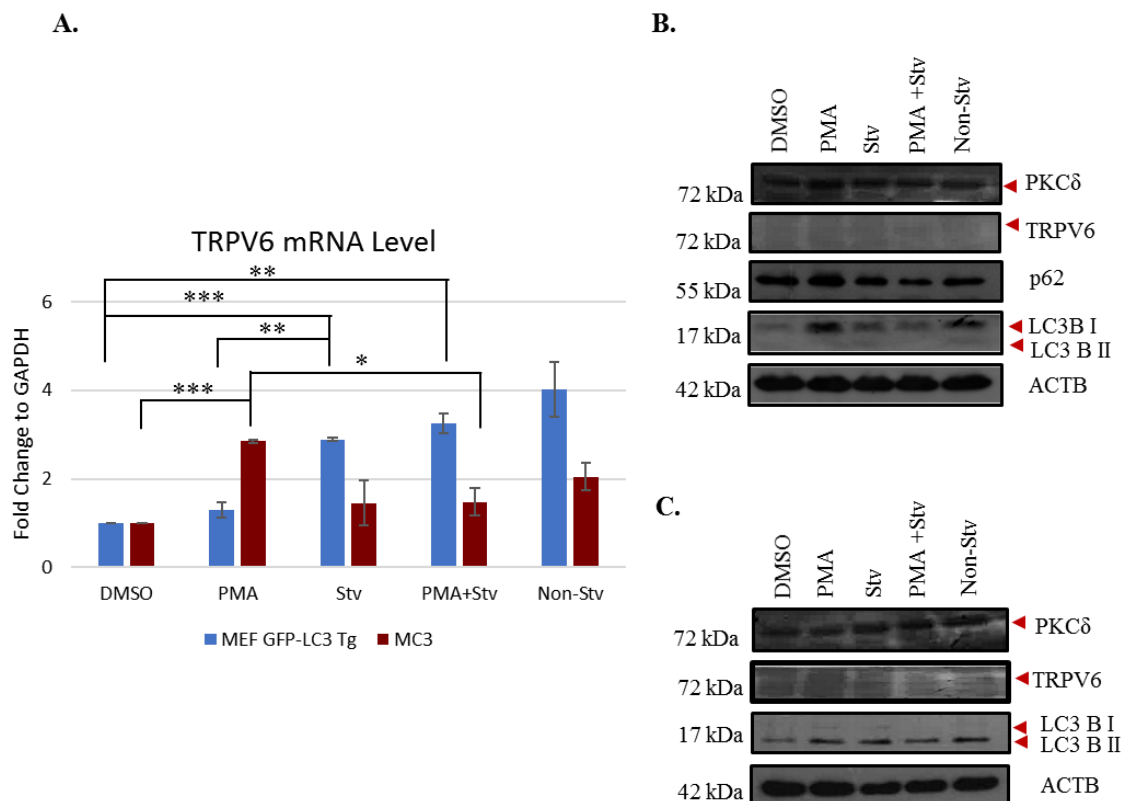 A.
TRPV6 mRNA Level
Fold Change to GAPDH
6
4
2
0
**
***
**
*
***
DMSO PMA Stv PMA+Stv Non-Stv
MEF GFP-LC3 Tg MC3
B.
DMSO PMA Stv PMA +Stv Non-Stv
72 kDa PKCδ
72 kDa TRPV6
55 kDa p62
17 kDa LC3B I
LC3 B II
42 kDa ACTB
C.
DMSO PMA Stv PMA +Stv Non-Stv
72 kDa PKCδ
72 kDa TRPV6
17 kDa LC3 B I
LC3 B II
42 kDa ACTB